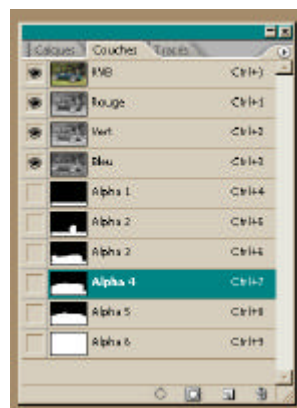 Calques Couches Tracés
RVB Ctrl+~
Rouge Ctrl+1
Vert Ctrl+2
Bleu Ctrl+3
Alpha 1 Ctrl+4
Alpha 2 Ctrl+5
Alpha 3 Ctrl+6
Alpha 4 Ctrl+7
Alpha 5 Ctrl+8
Alpha 6 Ctrl+9